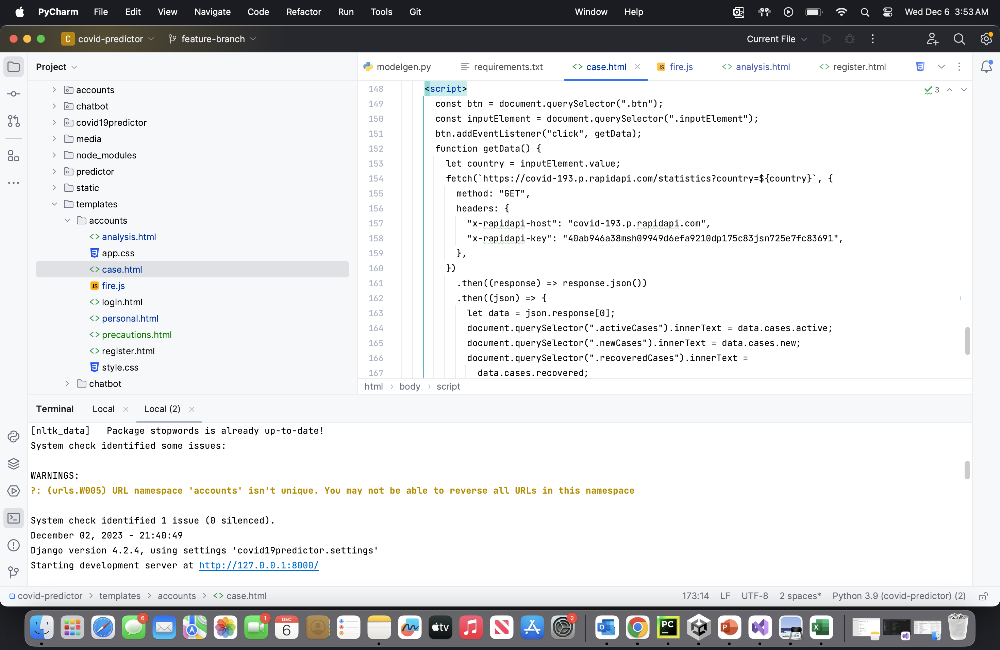 PyCharm File Edit View Navigate Code Refactor Run Tools Git Window Help Wed Dec 6 3:53 AM
C covid-predictor feature-branch Current File
Project
modelgen.py requirements.txt case.html JS fire.js analysis.html register.html
accounts
chatbot
covid19predictor
media
node_modules
predictor
static
templates
accounts
analysis.html
app.css
case.html
JS fire.js
login.html
personal.html
precautions.html
register.html
style.css
chatbot
3
148 <script>
149 const btn = document.querySelector(".btn");
150 const inputElement = document.querySelector(".inputElement");
151 btn.addEventListener("click", getData);
152 function getData() {
153 let country = inputElement.value;
154 fetch(`https://covid-193.p.rapidapi.com/statistics?country=${country}`, {
155 method: "GET",
156 headers: {
157 "x-rapidapi-host": "covid-193.p.rapidapi.com",
158 "x-rapidapi-key": "40ab946a38msh09949d6efa9210dp175c83jsn725e7fc83691",
159 },
160 })
161 .then((response) => response.json())
162 .then((json) => {
163 let data = json.response[0];
164 document.querySelector(".activeCases").innerText = data.cases.active;
165 document.querySelector(".newCases").innerText = data.cases.new;
166 document.querySelector(".recoveredCases").innerText =
167 data.cases.recovered;
html › body › script
Terminal Local Local (2)
[nltk_data] Package stopwords is already up-to-date!
System check identified some issues:
WARNINGS:
?: (urls.W005) URL namespace 'accounts' isn't unique. You may not be able to reverse all URLs in this namespace
System check identified 1 issue (0 silenced).
December 02, 2023 - 21:40:49
Django version 4.2.4, using settings 'covid19predictor.settings'
Starting development server at http://127.0.0.1:8000/
covid-predictor > templates > accounts > case.html 173:14 LF UTF-8 2 spaces* Python 3.9 (covid-predictor) (2)
6 1 DEC 6 tv 2 O PC P X